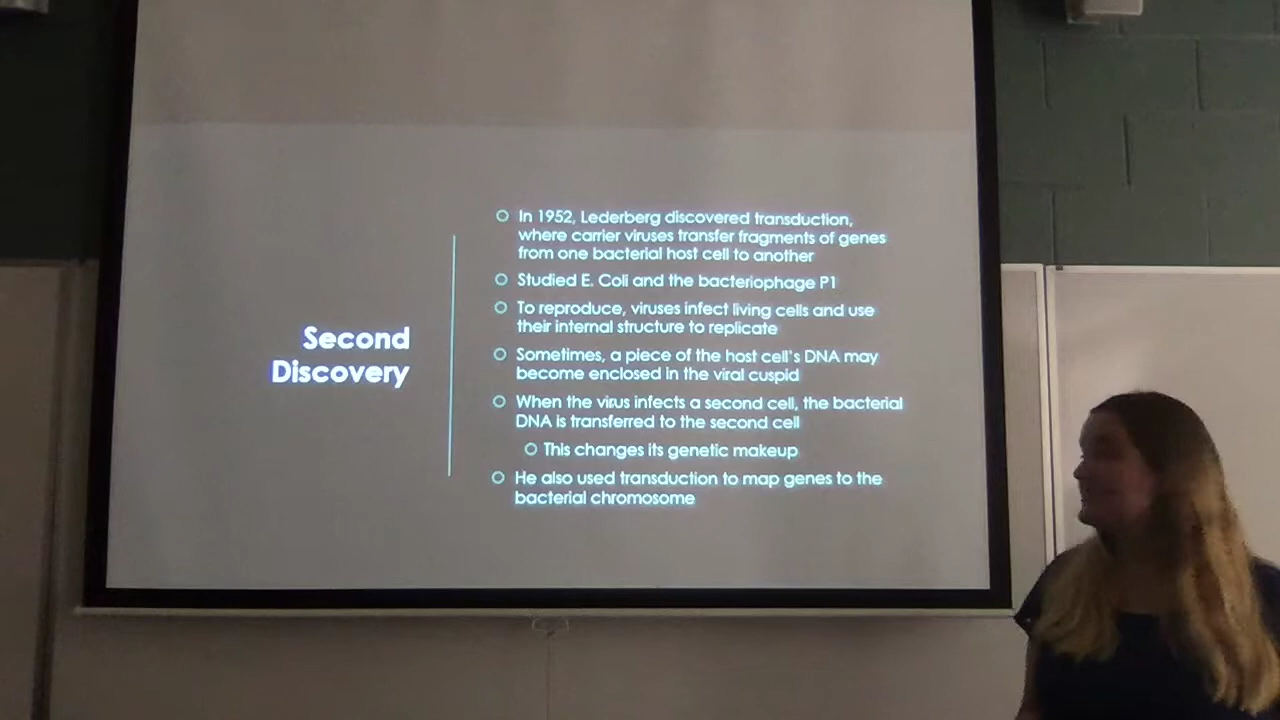 Second
Discovery
In 1952, Lederberg discovered transduction,
where carrier viruses transfer fragments of genes
from one bacterial host cell to another
Studied E. Coli and the bacteriophage P1
To reproduce, viruses infect living cells and use
their internal structure to replicate
Sometimes, a piece of the host cell's DNA may
become enclosed in the viral cuspid
When the virus infects a second cell, the bacterial
DNA is transferred to the second cell
This changes its genetic makeup
He also used transduction to map genes to the
bacterial chromosome